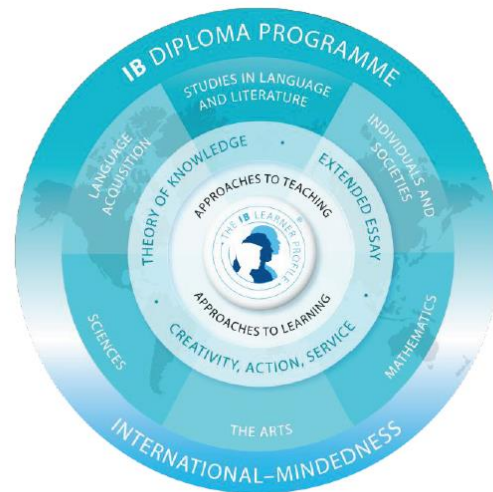 IB DIPLOMA PROGRAMME
STUDIES IN LANGUAGE
AND LITERATURE
LANGUAGE
ACQUISITION
INDIVIDUALS AND
SOCIETIES
THEORY OF KNOWLEDGE
EXTENDED ESSAY
APPROACHES TO TEACHING
THE IB LEARNER PROFILE
®
APPROACHES TO LEARNING
CREATIVITY, ACTION, SERVICE
SCIENCES
MATHEMATICS
THE ARTS
INTERNATIONAL–MINDEDNESS